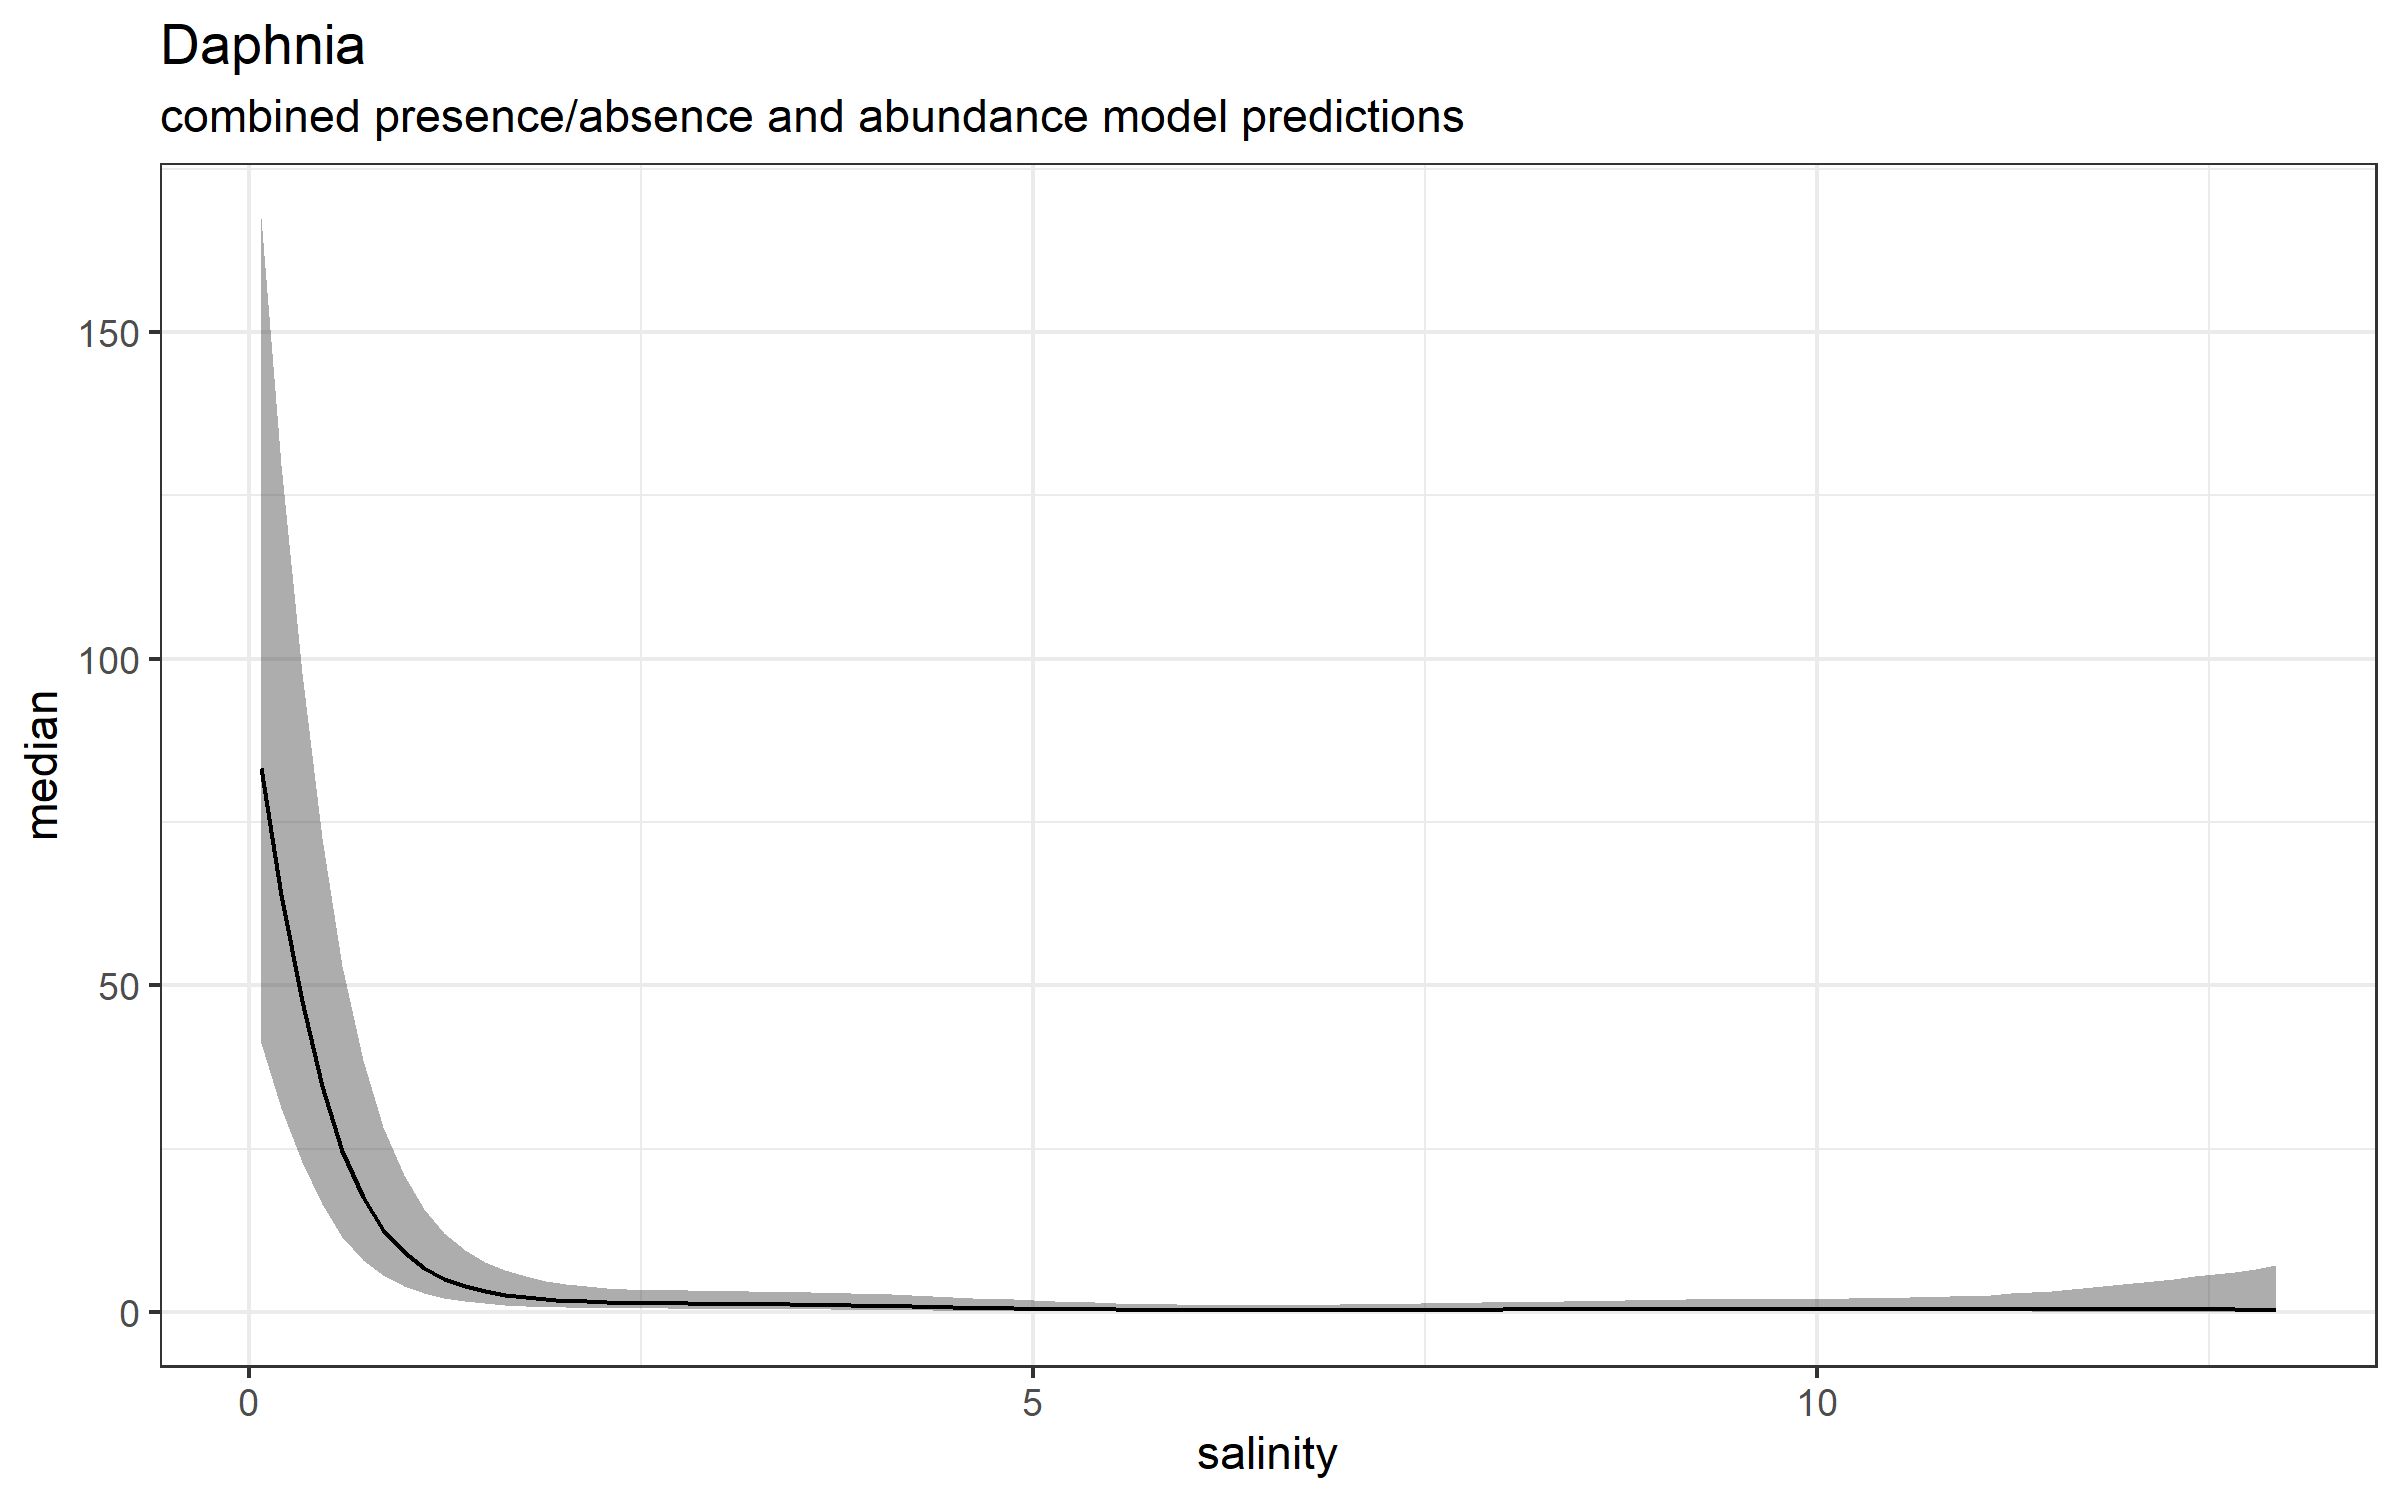 Daphnia
combined presence/absence and abundance model predictions
150
100
50
0
median
0 5 10
salinity